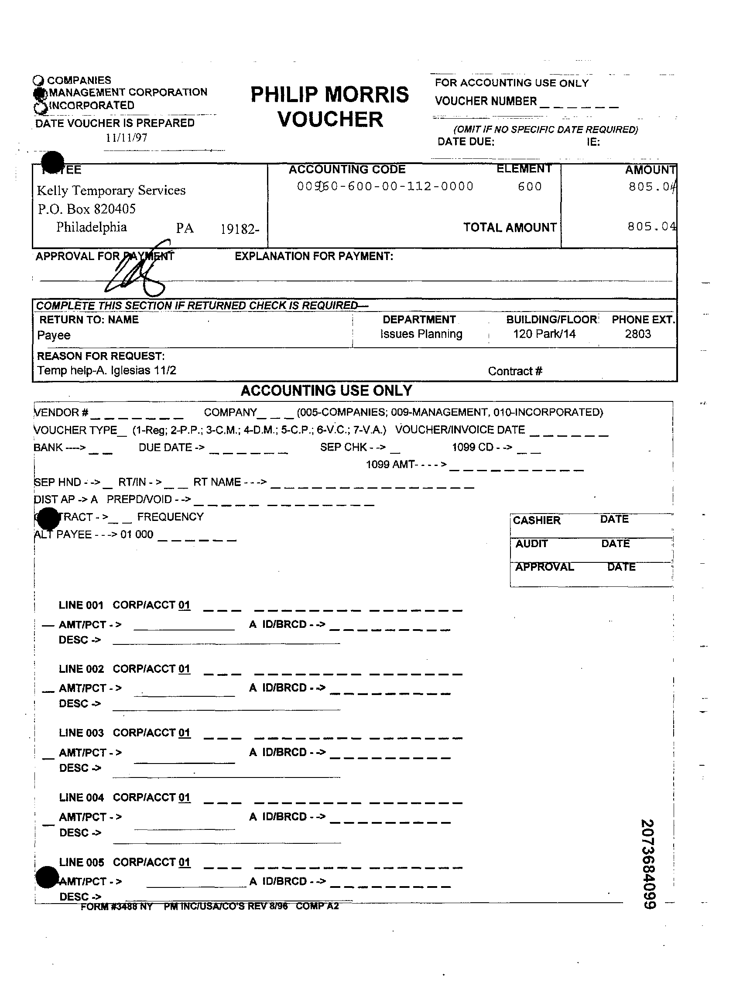 COMPANIES
MANAGEMENT CORPORATION
INCORPORATED
DATE VOUCHER IS PREPARED
11/11/97
PHILIP MORRIS
VOUCHER
FOR ACCOUNTING USE ONLY
VOUCHER NUMBER _ _ _ _ _ _
(OMIT IF NO SPECIFIC DATE REQUIRED)
DATE DUE: IE:
ACCOUNTING CODE ELEMENT AMOUNT
Kelly Temporary Services 600 805.04
P.O. Box 820405
Philadelphia PA 19182- TOTAL AMOUNT 805.04
APPROVAL FOR PAYMENT EXPLANATION FOR PAYMENT:
COMPLETE THIS SECTION IF RETURNED CHECK IS REQUIRED—
RETURN TO: NAME DEPARTMENT BUILDING/FLOOR PHONE EXT.
Payee Issues Planning 120 Park/14 2803
REASON FOR REQUEST:
Temp help-A. Iglesias 11/2 Contract #
ACCOUNTING USE ONLY
VENDOR # _ _ _ _ _ _ _ COMPANY _ _ _ (005-COMPANIES; 009-MANAGEMENT, 010-INCORPORATED)
VOUCHER TYPE _ (1-Reg; 2-P.P.; 3-C.M.; 4-D.M.; 5-C.P.; 6-V.C.; 7-V.A.) VOUCHER/INVOICE DATE _ _ _ _ _ _
BANK ----> _ _ DUE DATE -> _ _ _ _ _ _ SEP CHK - -> _ 1099 CD - -> _ _
1099 AMT- - - -> _ _ _ _ _ _ _ _ _ _
SEP HND - -> _ RT/IN - -> _ _ RT NAME - - -> _ _ _ _ _ _ _ _ _ _ _ _ _ _ _ _ _
DIST AP -> A PREPD/VOID - -> _ _ _ _ _ _ _ _ _ _ _ _ _ _
TRACT - -> _ _ FREQUENCY
ALT PAYEE - - -> 01 000 _ _ _ _ _ _
CASHIER DATE
AUDIT DATE
APPROVAL DATE
LINE 001 CORP/ACCT 01 _ _ _ _ _ _ _ _ _ _ _ _ _ _ _ _ _
_ AMT/PCT - > ____________ A ID/BRCD - -> _ _ _ _ _ _ _ _ _
DESC -> ____________
LINE 002 CORP/ACCT 01 _ _ _ _ _ _ _ _ _ _ _ _ _ _ _ _ _
_ AMT/PCT - > ____________ A ID/BRCD - -> _ _ _ _ _ _ _ _ _
DESC -> ____________
LINE 003 CORP/ACCT 01 _ _ _ _ _ _ _ _ _ _ _ _ _ _ _ _ _
_ AMT/PCT - > ____________ A ID/BRCD - -> _ _ _ _ _ _ _ _ _
DESC -> ____________
LINE 004 CORP/ACCT 01 _ _ _ _ _ _ _ _ _ _ _ _ _ _ _ _ _
_ AMT/PCT - > ____________ A ID/BRCD - -> _ _ _ _ _ _ _ _ _
DESC -> ____________
LINE 005 CORP/ACCT 01 _ _ _ _ _ _ _ _ _ _ _ _ _ _ _ _ _
AMT/PCT - > ____________ A ID/BRCD - -> _ _ _ _ _ _ _ _ _
DESC -> ____________
FORM #3488 NY PM INC/USA/CO'S REV 8/96 COMP A2
2073684099